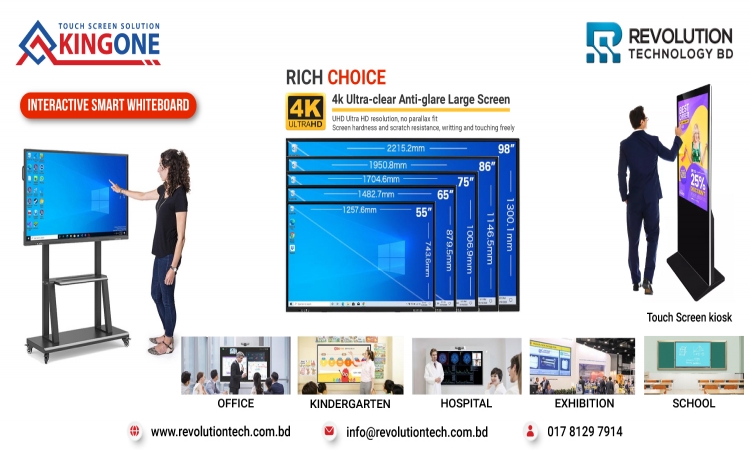 TOUCH SCREEN SOLUTION
KINGONE
REVOLUTION
TECHNOLOGY BD
INTERACTIVE SMART WHITEBOARD
RICH CHOICE
4K
ULTRAHD
4k Ultra-clear Anti-glare Large Screen
UHD Ultra HD resolution, no parallax fit
Screen hardness and scratch resistance, writting and touching freely
2215.2mm
98”
1950.8mm
86”
1704.6mm
75”
1482.7mm
65”
1257.6mm
55”
743.6mm
879.5mm
1006.9mm
1146.5mm
1300.1mm
25%
Touch Screen kiosk
OFFICE
KINDERGARTEN
HOSPITAL
EXHIBITION
SCHOOL
www.revolutiontech.com.bd
info@revolutiontech.com.bd
017 8129 7914